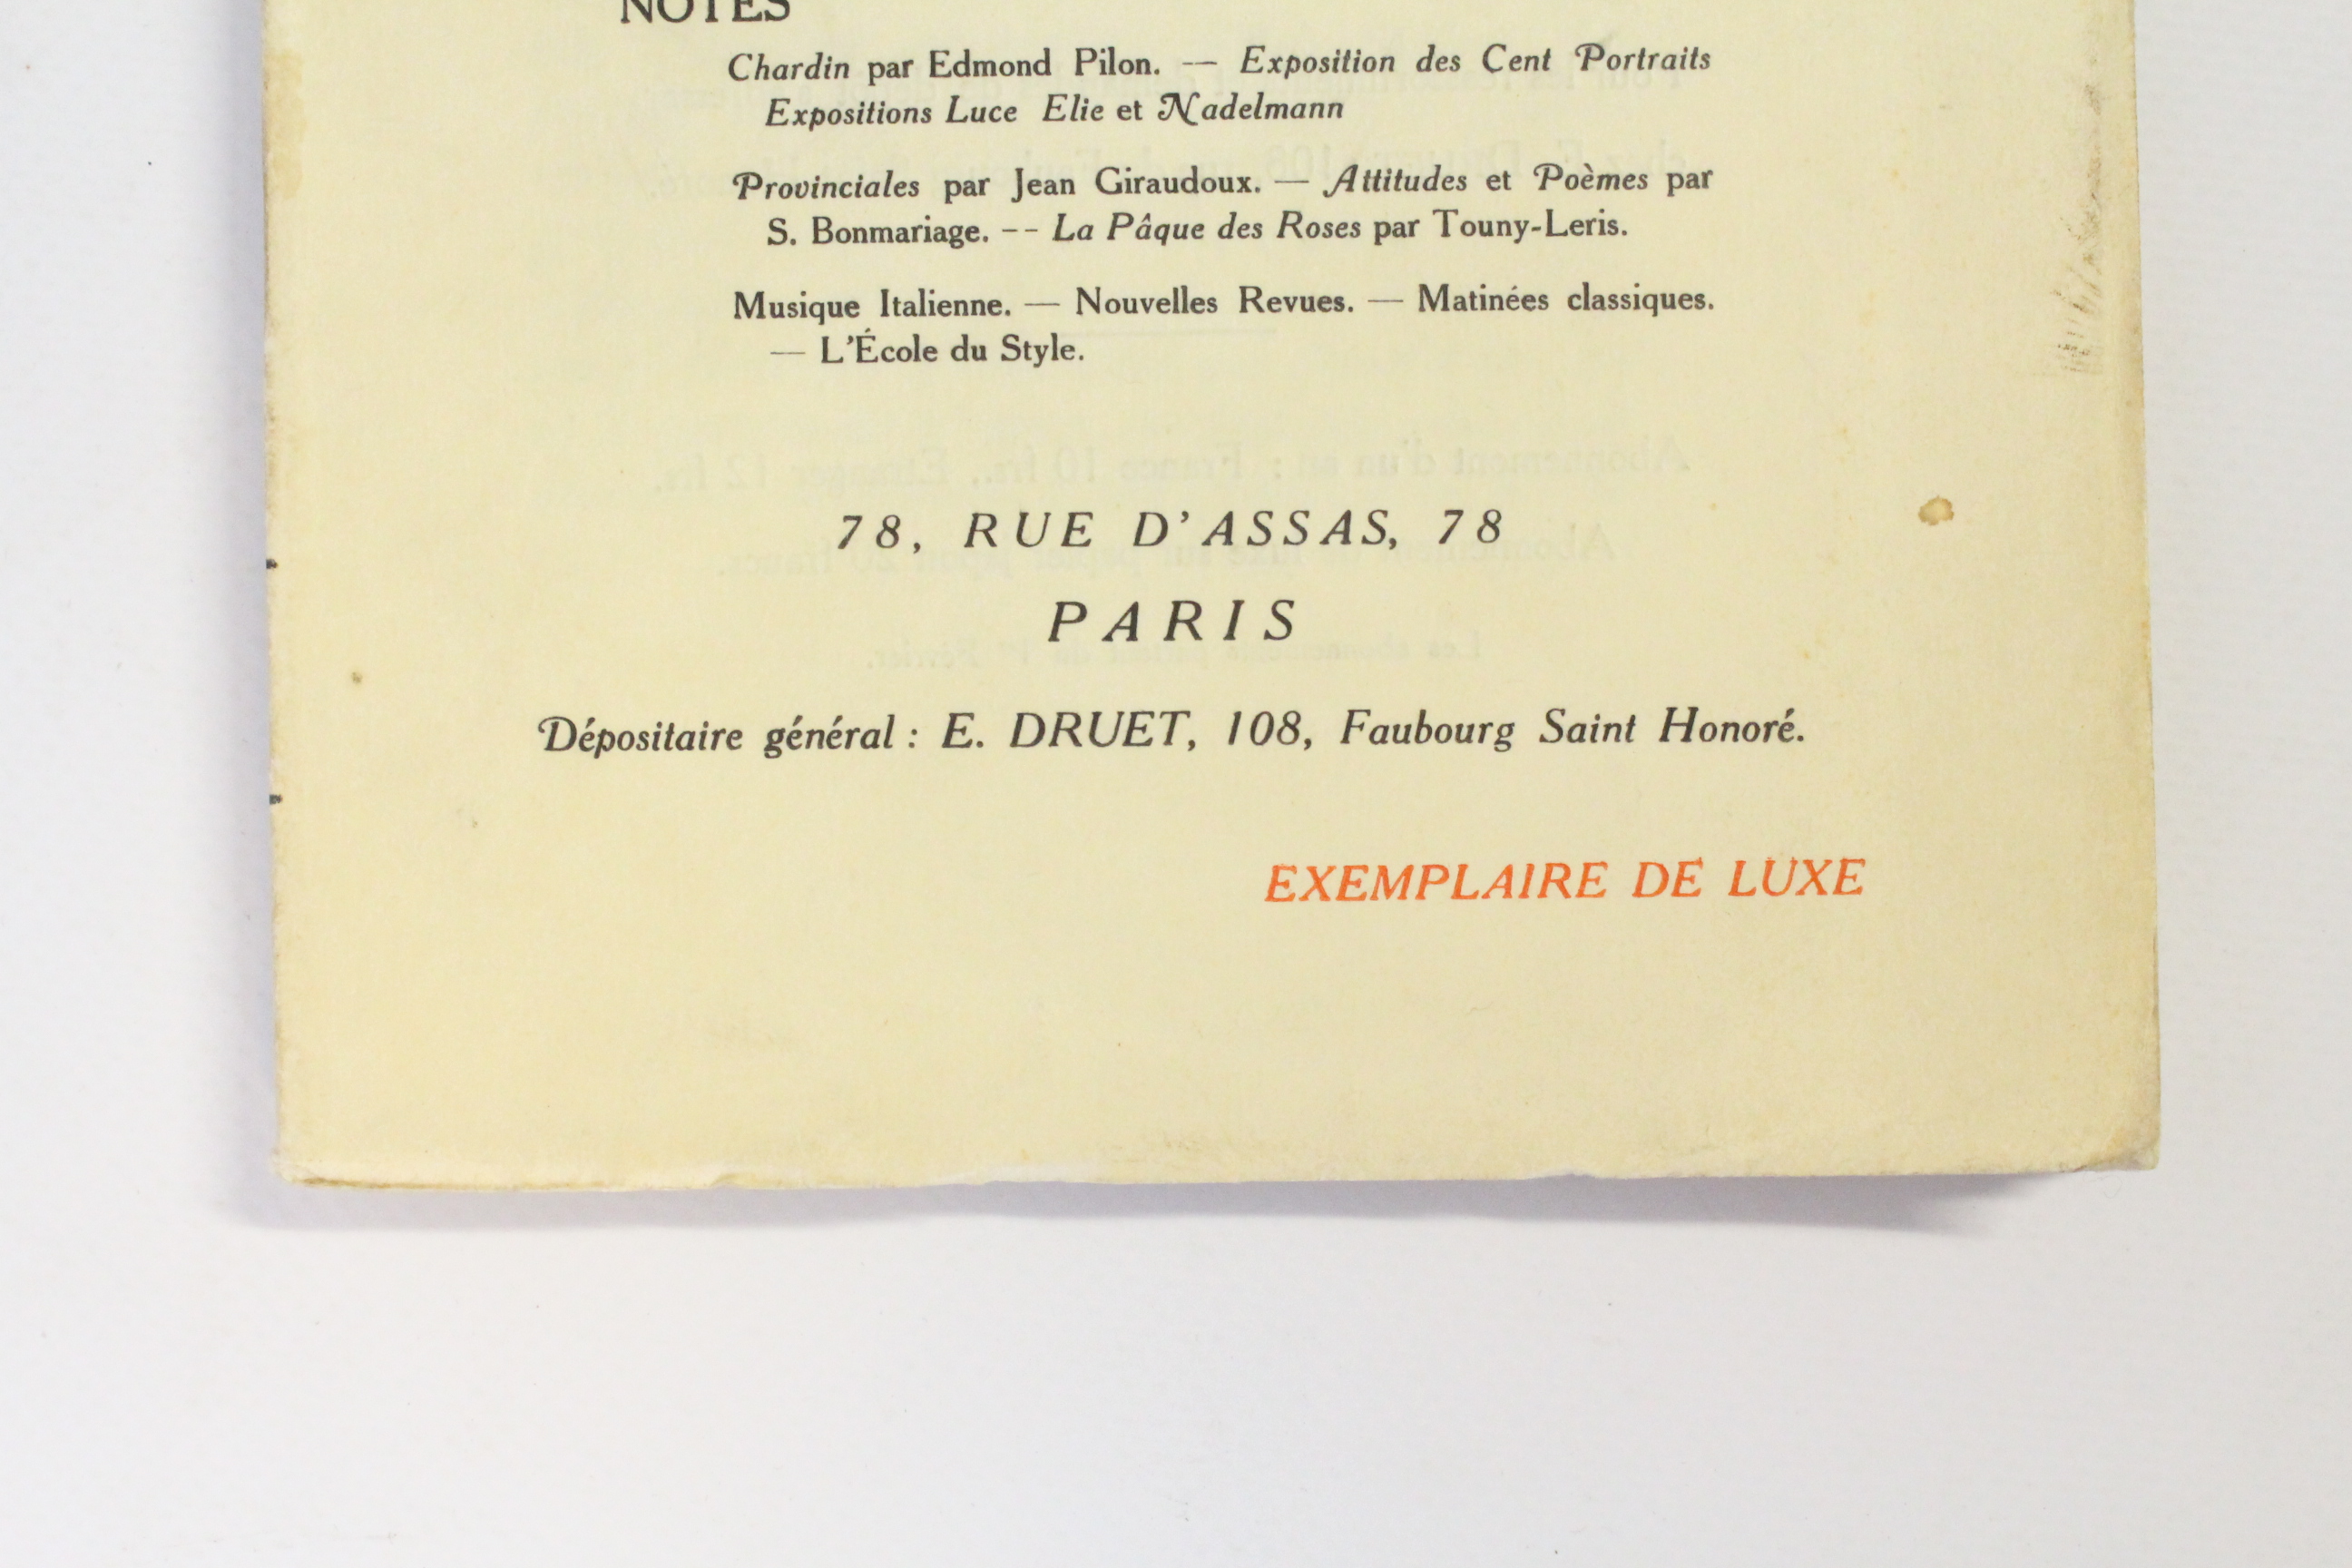 NOTES
Chardin par Edmond Pilon. — Exposition des Cent Portraits
Expositions Luce Elie et Nadelmann
Provinciales par Jean Giraudoux. — Attitudes et Poèmes par
S. Bonmariage. -- La Pâque des Roses par Touny-Leris.
Musique Italienne. — Nouvelles Revues. — Matinées classiques.
— L'École du Style.
78, RUE D'ASSAS, 78
PARIS
Dépositaire général : E. DRUET, 108, Faubourg Saint Honoré.
EXEMPLAIRE DE LUXE